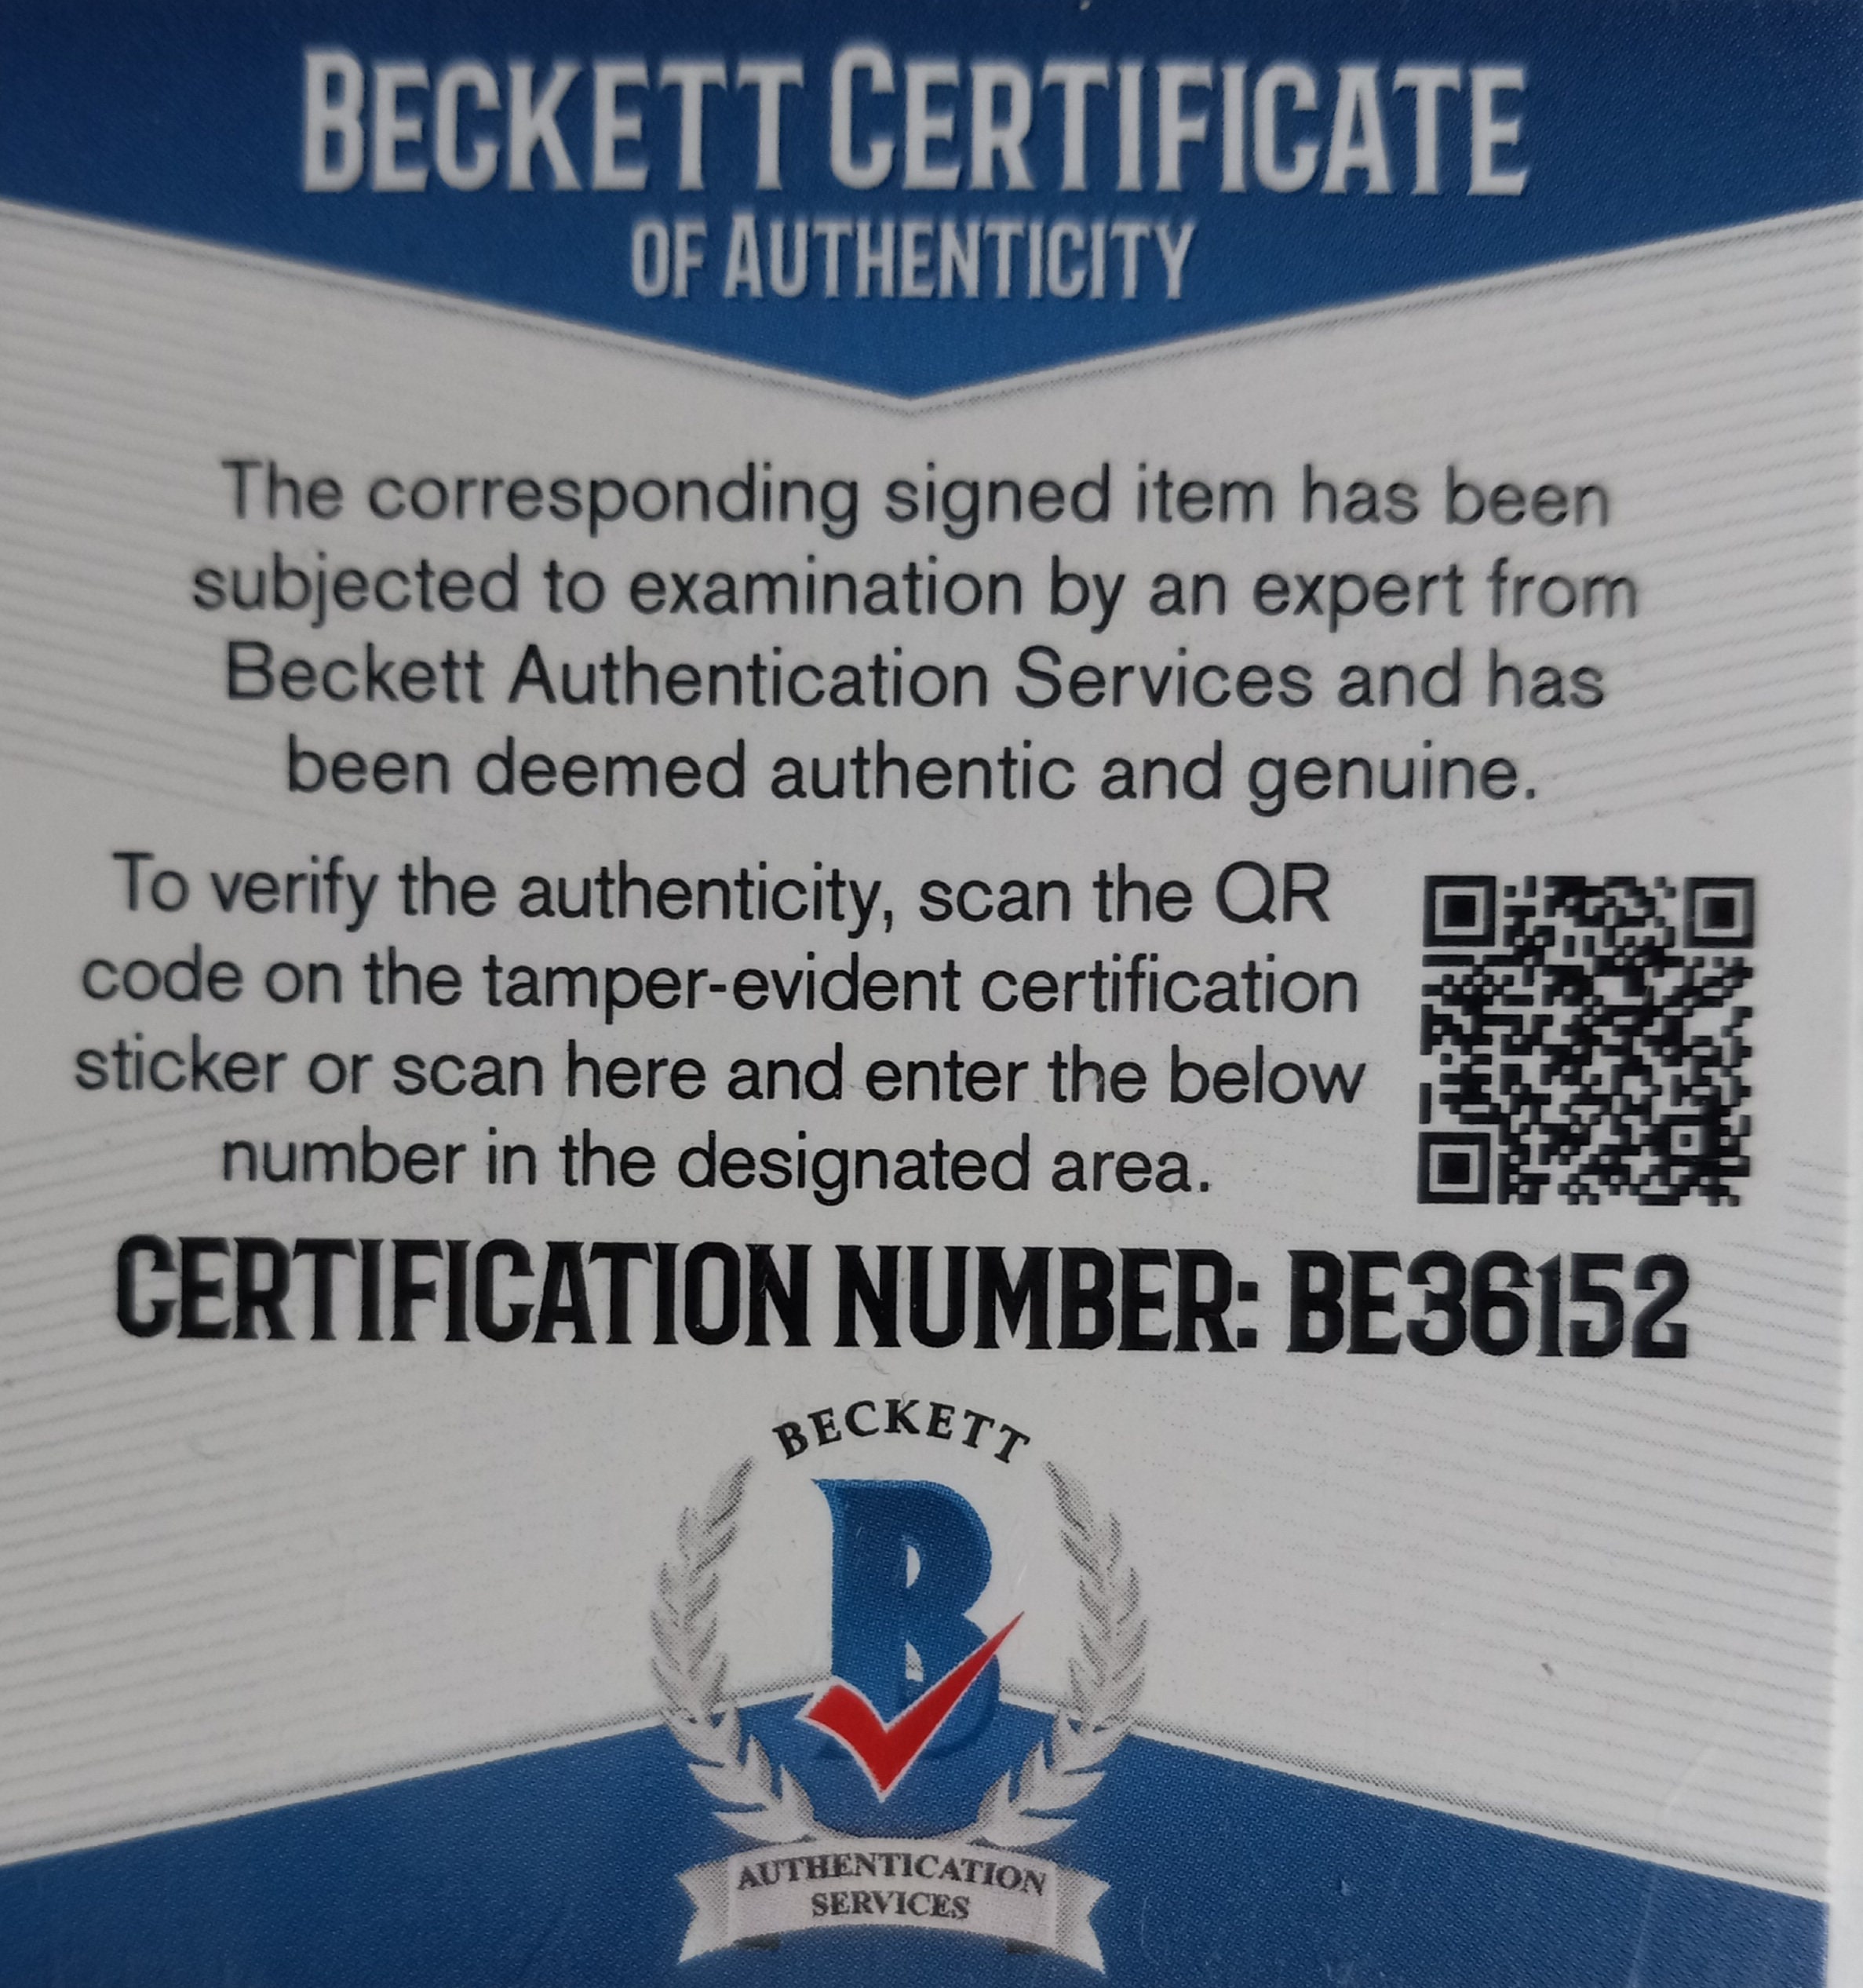 BECKETT CERTIFICATE
OF AUTHENTICITY
The corresponding signed item has been
subjected to examination by an expert from
Beckett Authentication Services and has
been deemed authentic and genuine.
To verify the authenticity, scan the QR
code on the tamper-evident certification
sticker or scan here and enter the below
number in the designated area.
CERTIFICATION NUMBER: BE36152
BECKETT
B
AUTHENTICATION
SERVICES